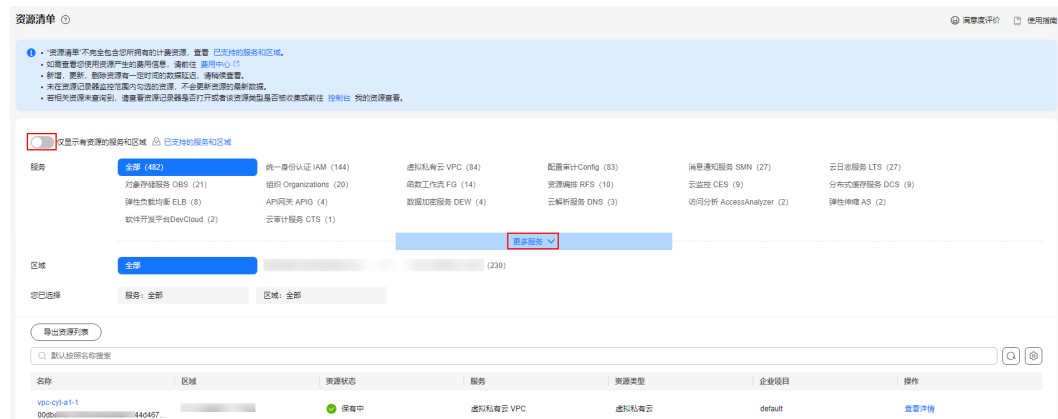 资源清单
满意度评价 使用指南
• “资源清单”不完全包含您所拥有的计费资源，查看 已支持的服务和区域。
• 如需查看您使用资源产生的费用信息，请前往 费用中心
• 新增，更新，删除资源有一定时间的数据延迟，请稍候查看。
• 未在资源记录器监控范围内勾选的资源，不会更新资源的最新数据。
• 若相关资源未查询到，请查看资源记录器是否打开或者该资源类型是否被收集或前往 控制台 我的资源查看。
仅显示有资源的服务和区域 已支持的服务和区域
服务 全部 (482) 统一身份认证 IAM (144) 虚拟私有云 VPC (84) 配置审计Config (83) 消息通知服务 SMN (27) 云日志服务 LTS (27)
对象存储服务 OBS (21) 组织 Organizations (20) 函数工作流 FG (14) 资源编排 RFS (10) 云监控 CES (9) 分布式缓存服务 DCS (9)
弹性负载均衡 ELB (8) API网关 APIG (4) 数据加密服务 DEW (4) 云解析服务 DNS (3) 访问分析 AccessAnalyzer (2) 弹性伸缩 AS (2)
软件开发平台DevCloud (2) 云审计服务 CTS (1)
更多服务
区域 全部 (230)
您已选择 服务：全部 区域：全部
导出资源列表
默认按照名称搜索
名称 区域 资源状态 服务 资源类型 企业项目 操作
vpc-cyt-a1-1
00db 44d467... 保有中 虚拟私有云 VPC 虚拟私有云 default 查看详情